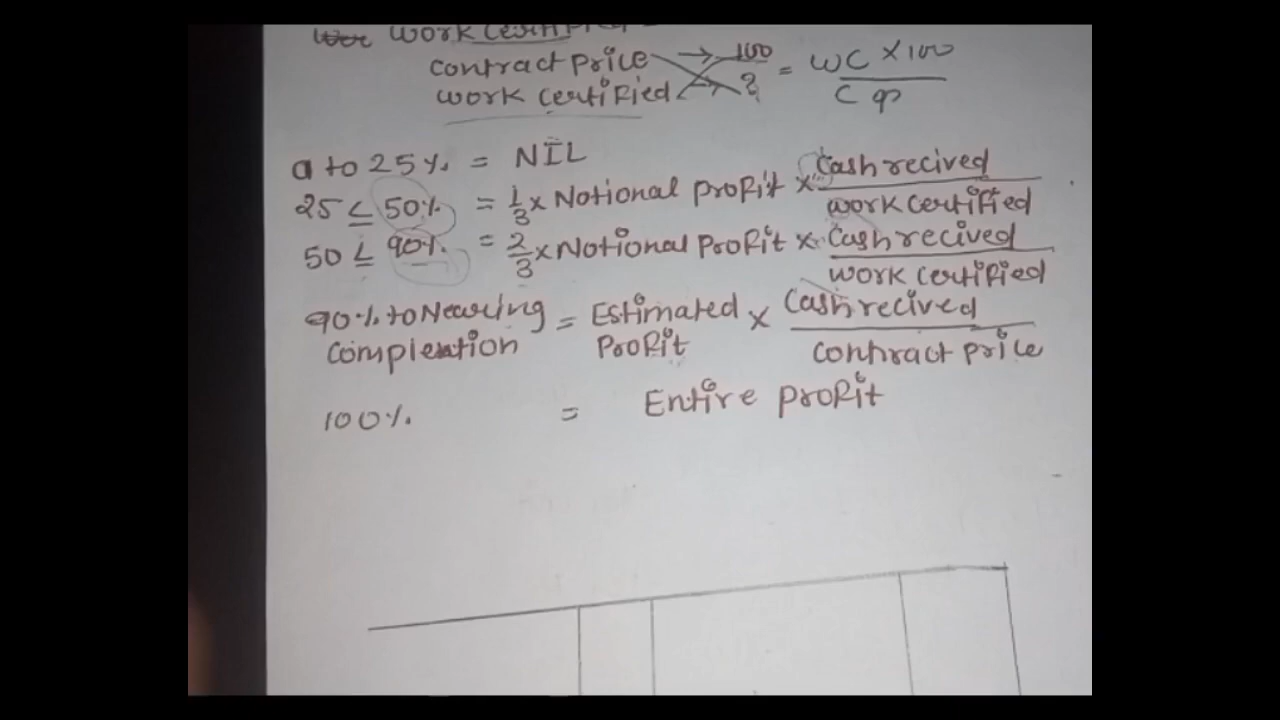 Work Certified
contract price → 100
work certified → ? = WC × 100 / CP
0 to 25% = NIL
25 ≤ 50% = 1/3 × Notional profit × Cash recived / work certified
50 ≤ 90% = 2/3 × Notional profit × Cash recived / work certified
90% to Nearing = Estimated × Cash recived
complention profit contract price
100% = Entire profit